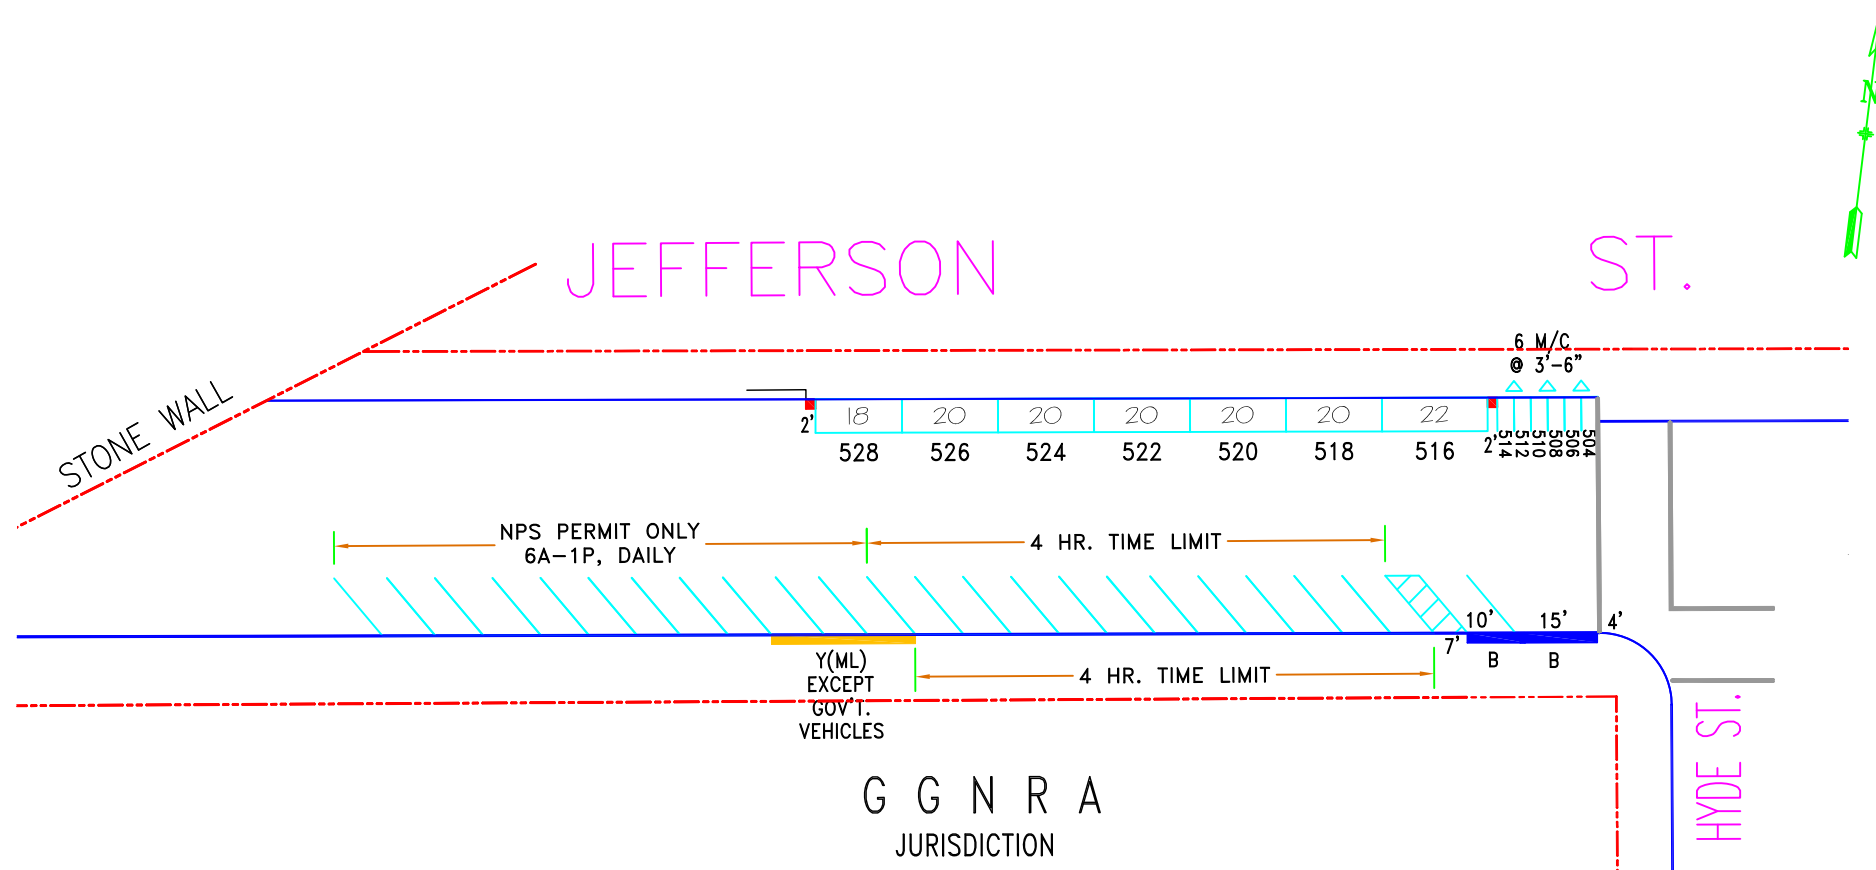 N
JEFFERSON ST.
6 M/C
@ 3'-6"
STONE WALL
2' 18 20 20 20 20 20 22 2'
528 526 524 522 520 518 516 514 512 510 508 506 504
NPS PERMIT ONLY
6A-1P, DAILY
4 HR. TIME LIMIT
10' 15' 4'
7'
B B
Y(ML)
EXCEPT
GOV'T.
VEHICLES
4 HR. TIME LIMIT
HYDE ST.
G G N R A
JURISDICTION